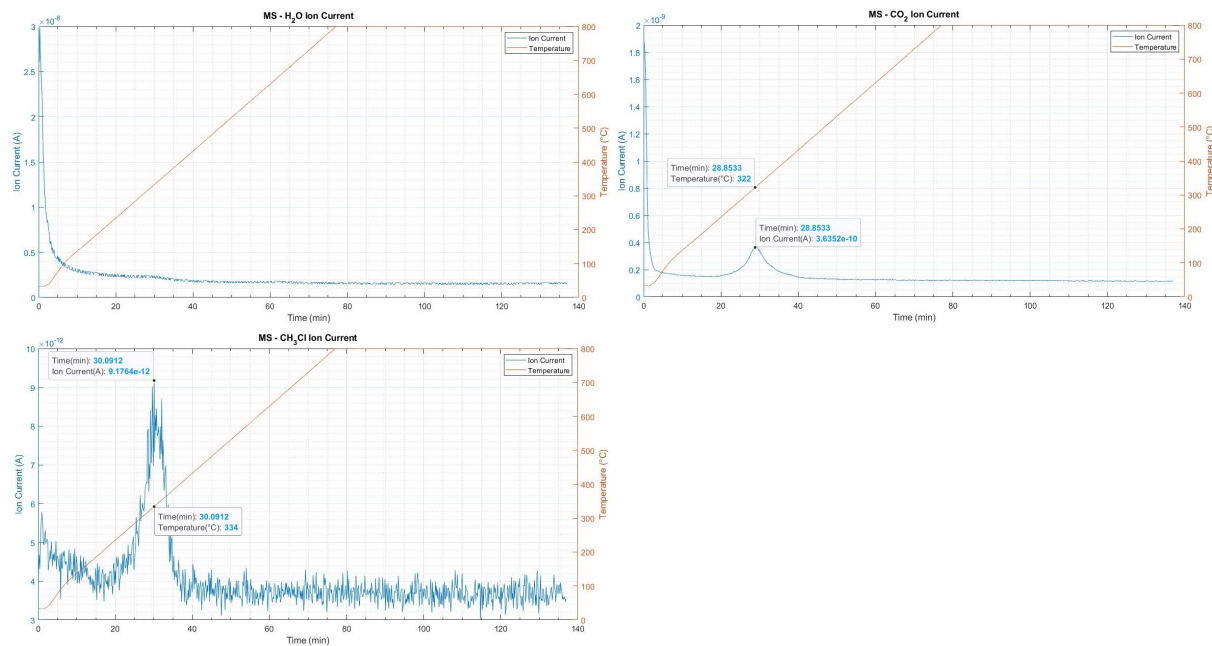 MS - H2O Ion Current
×10-8
Ion Current
Temperature
3
2.5
2
1.5
1
0.5
0
Ion Current (A)
800
700
600
500
400
300
200
100
0
Temperature (°C)
0 20 40 60 80 100 120 140
Time (min)
MS - CO2 Ion Current
×10-9
Ion Current
Temperature
2
1.8
1.6
1.4
1.2
1
0.8
0.6
0.4
0.2
0
Ion Current (A)
Time(min): 28.8533
Temperature(°C): 322
Time(min): 28.8533
Ion Current(A): 3.6352e-10
800
700
600
500
400
300
200
100
0
Temperature (°C)
0 20 40 60 80 100 120 140
Time (min)
MS - CH3Cl Ion Current
×10-12
Ion Current
Temperature
10
9
8
7
6
5
4
3
Ion Current (A)
Time(min): 30.0912
Ion Current(A): 9.1764e-12
Time(min): 30.0912
Temperature(°C): 334
800
700
600
500
400
300
200
100
0
Temperature (°C)
0 20 40 60 80 100 120 140
Time (min)